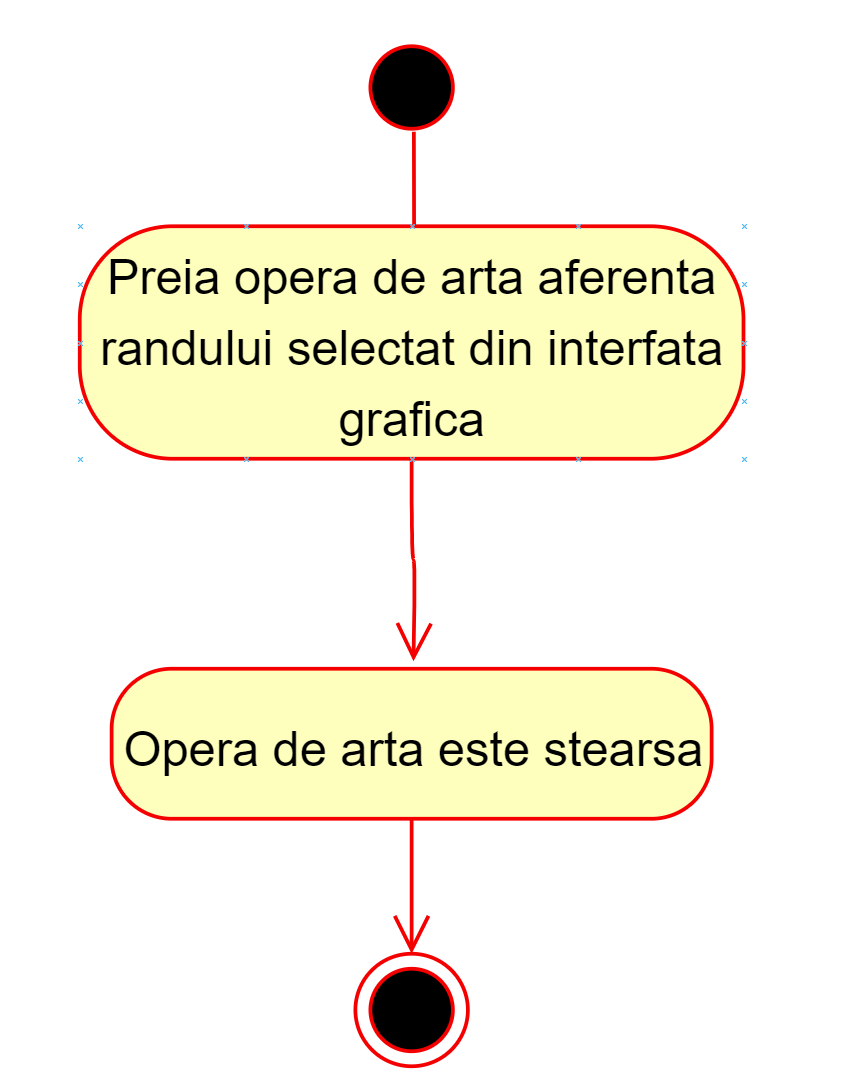 Preia opera de arta aferenta
randului selectat din interfata
grafica
Opera de arta este stearsa